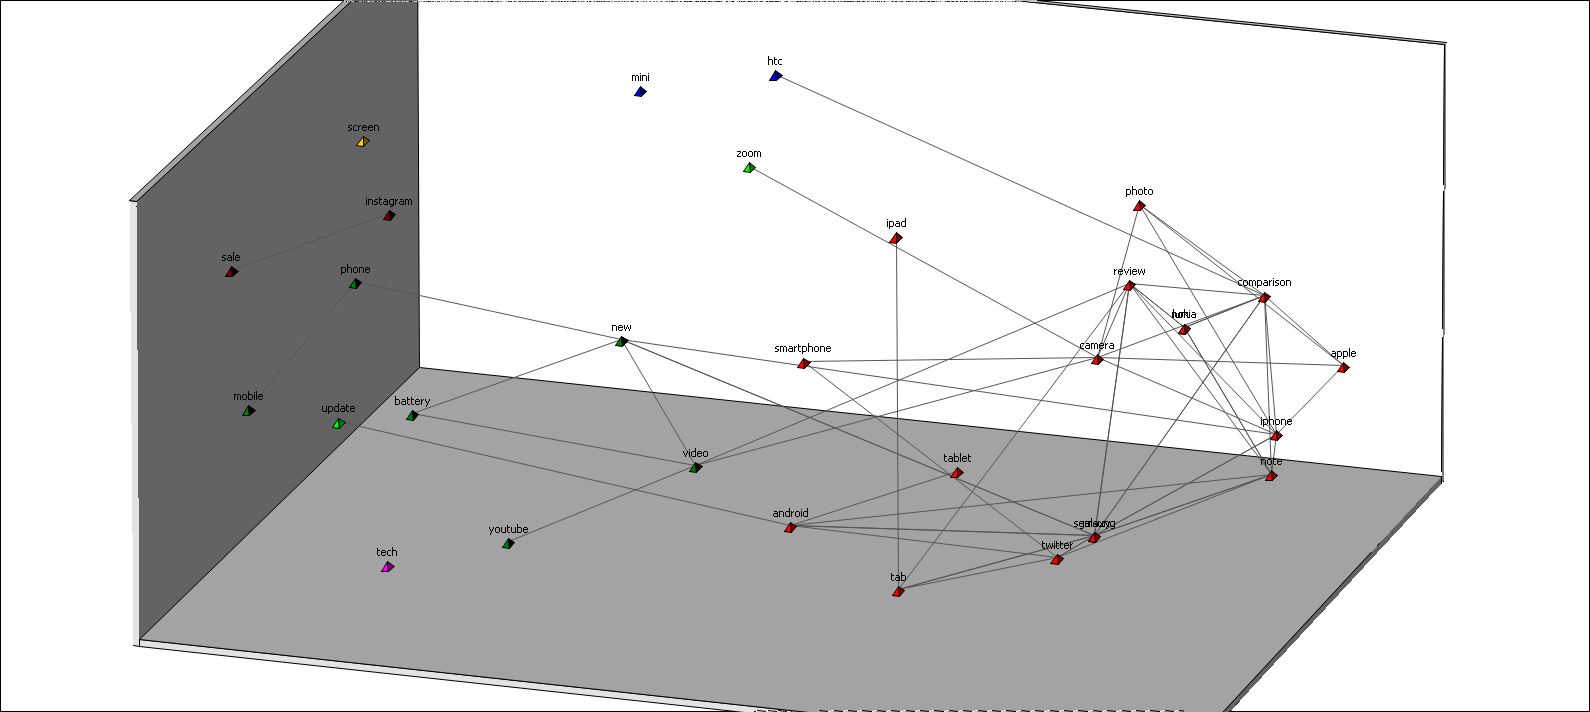 htc
mini
screen
zoom
photo
instagram
ipad
sale
phone
review
comparison
new
smartphone
camera
apple
mobile
update
battery
iphone
video
tablet
note
android
youtube
twitter
tech
tab